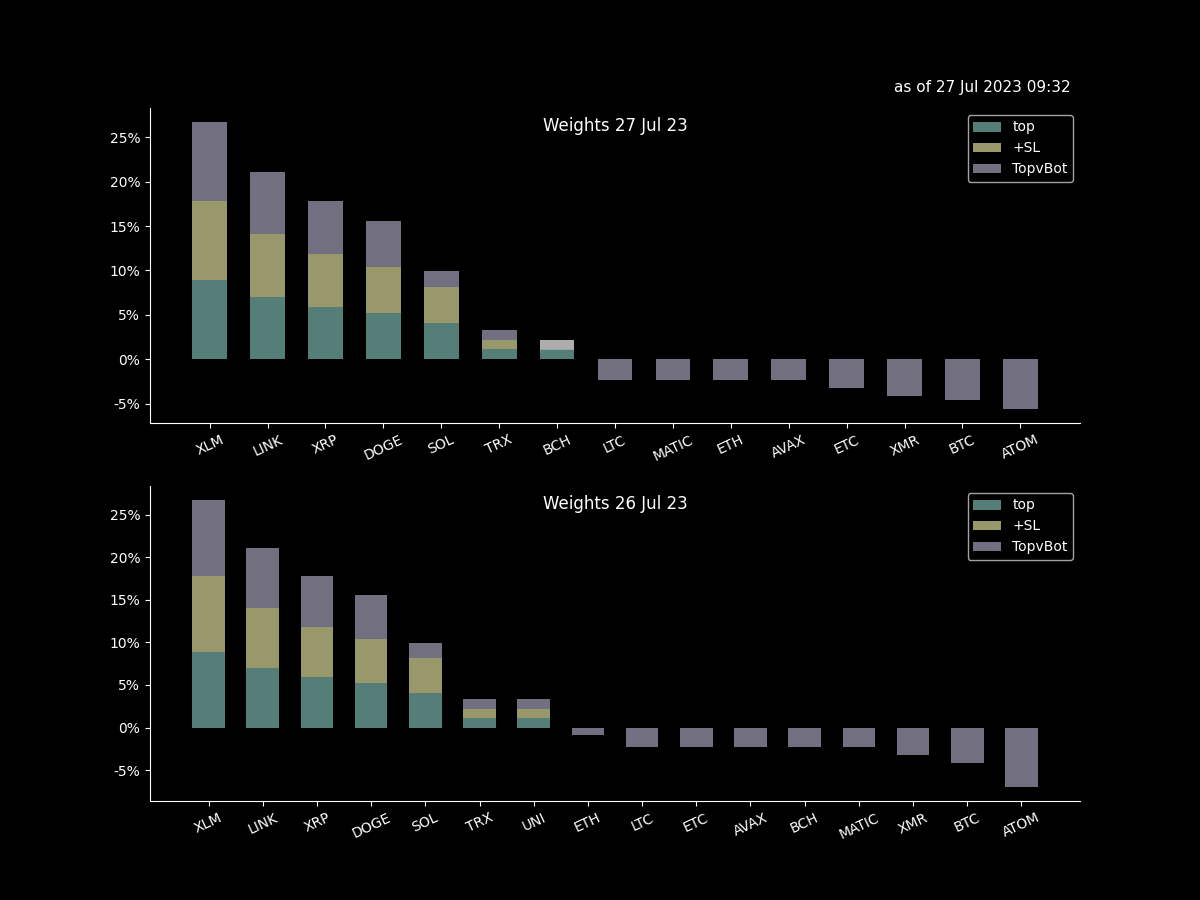 as of 27 Jul 2023 09:32
Weights 27 Jul 23
top
+SL
TopvBot
25%
20%
15%
10%
5%
0%
-5%
XLM LINK XRP DOGE SOL TRX BCH LTC MATIC ETH AVAX ETC XMR BTC ATOM
Weights 26 Jul 23
top
+SL
TopvBot
25%
20%
15%
10%
5%
0%
-5%
XLM LINK XRP DOGE SOL TRX UNI ETH LTC ETC AVAX BCH MATIC XMR BTC ATOM